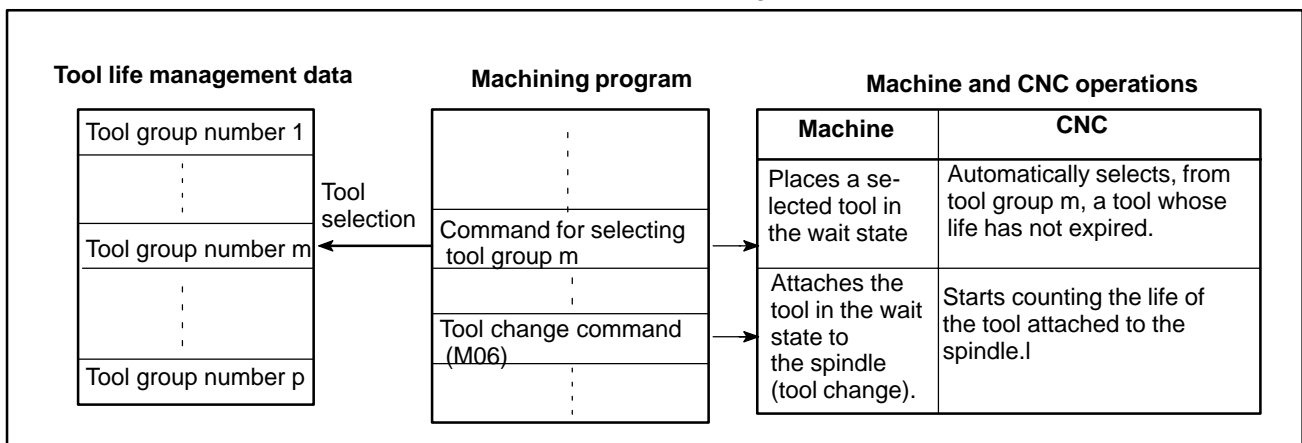 Tool life management data
Tool group number 1
Tool group number m
Tool group number p
Tool
selection
Machining program
Command for selecting
tool group m
Tool change command
(M06)
Machine and CNC operations
Machine
CNC
Places a se-
lected tool in
the wait state
Automatically selects, from
tool group m, a tool whose
life has not expired.
Attaches the
tool in the wait
state to
the spindle
(tool change).
Starts counting the life of
the tool attached to the
spindle.l